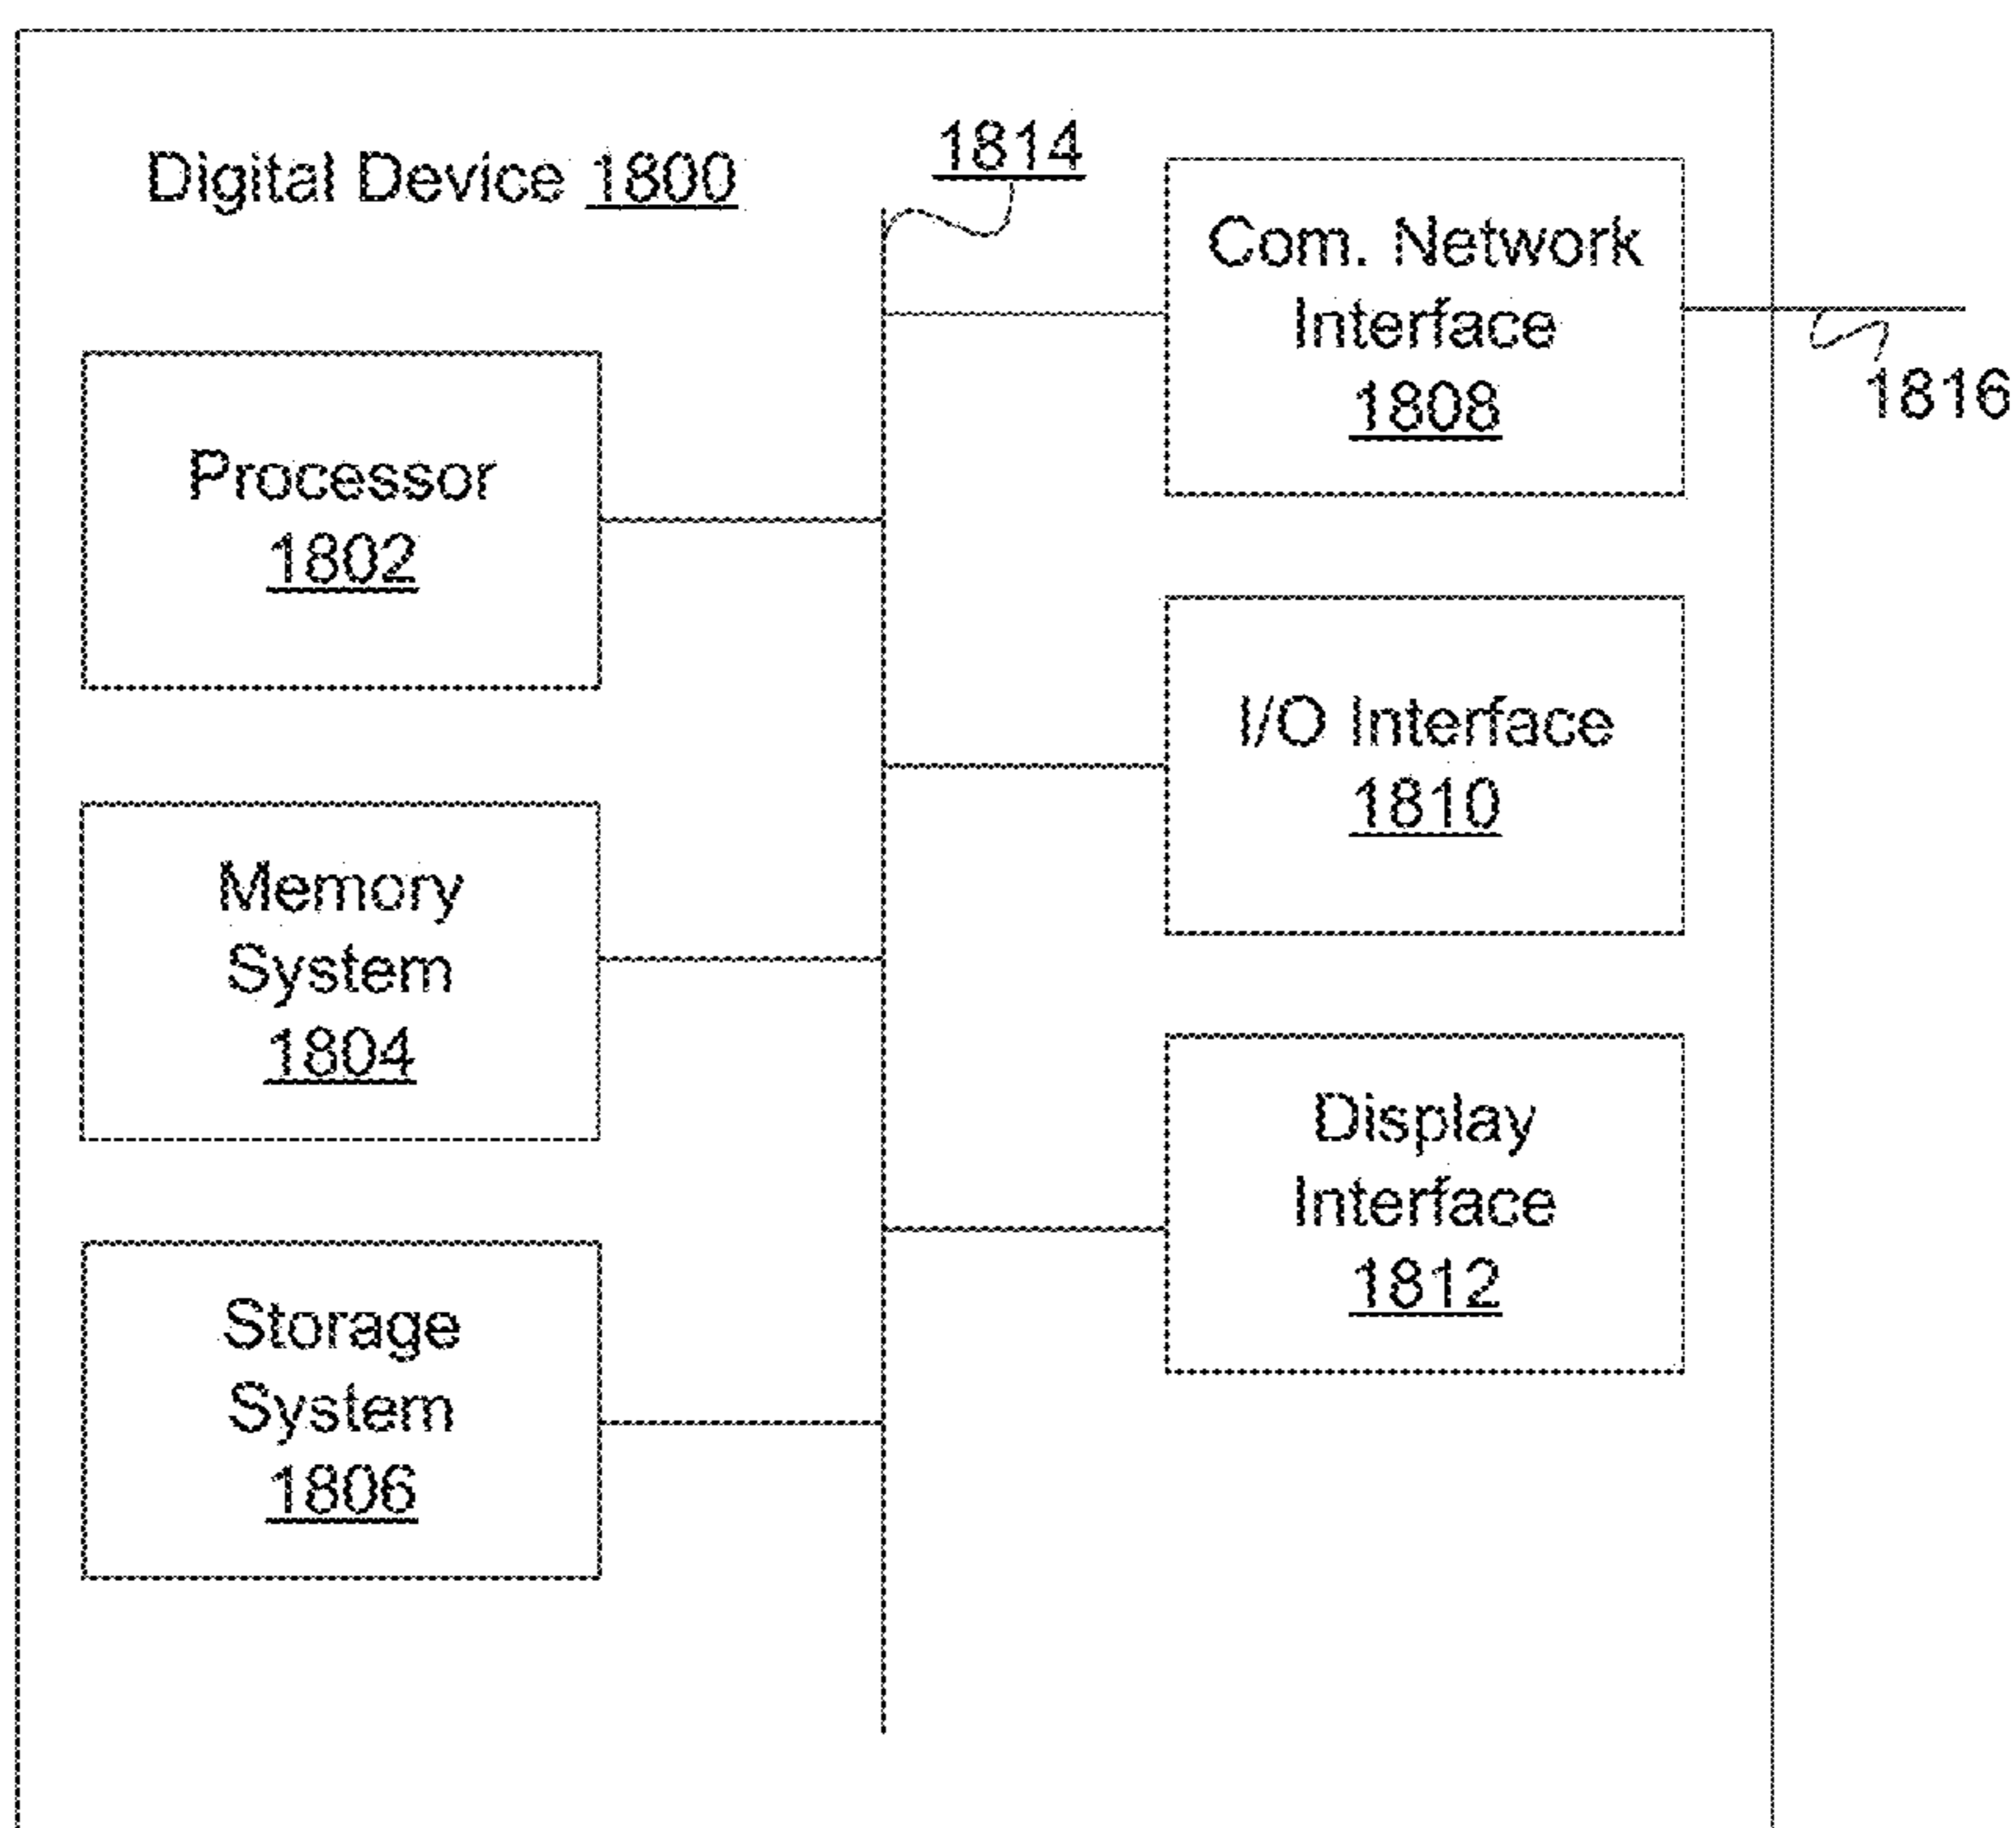 Digital Device 1800
1814
Com. Network
Interface
1808
1816
Processor
1802
I/O Interface
1810
Memory
System
1804
Display
Interface
1812
Storage
System
1806